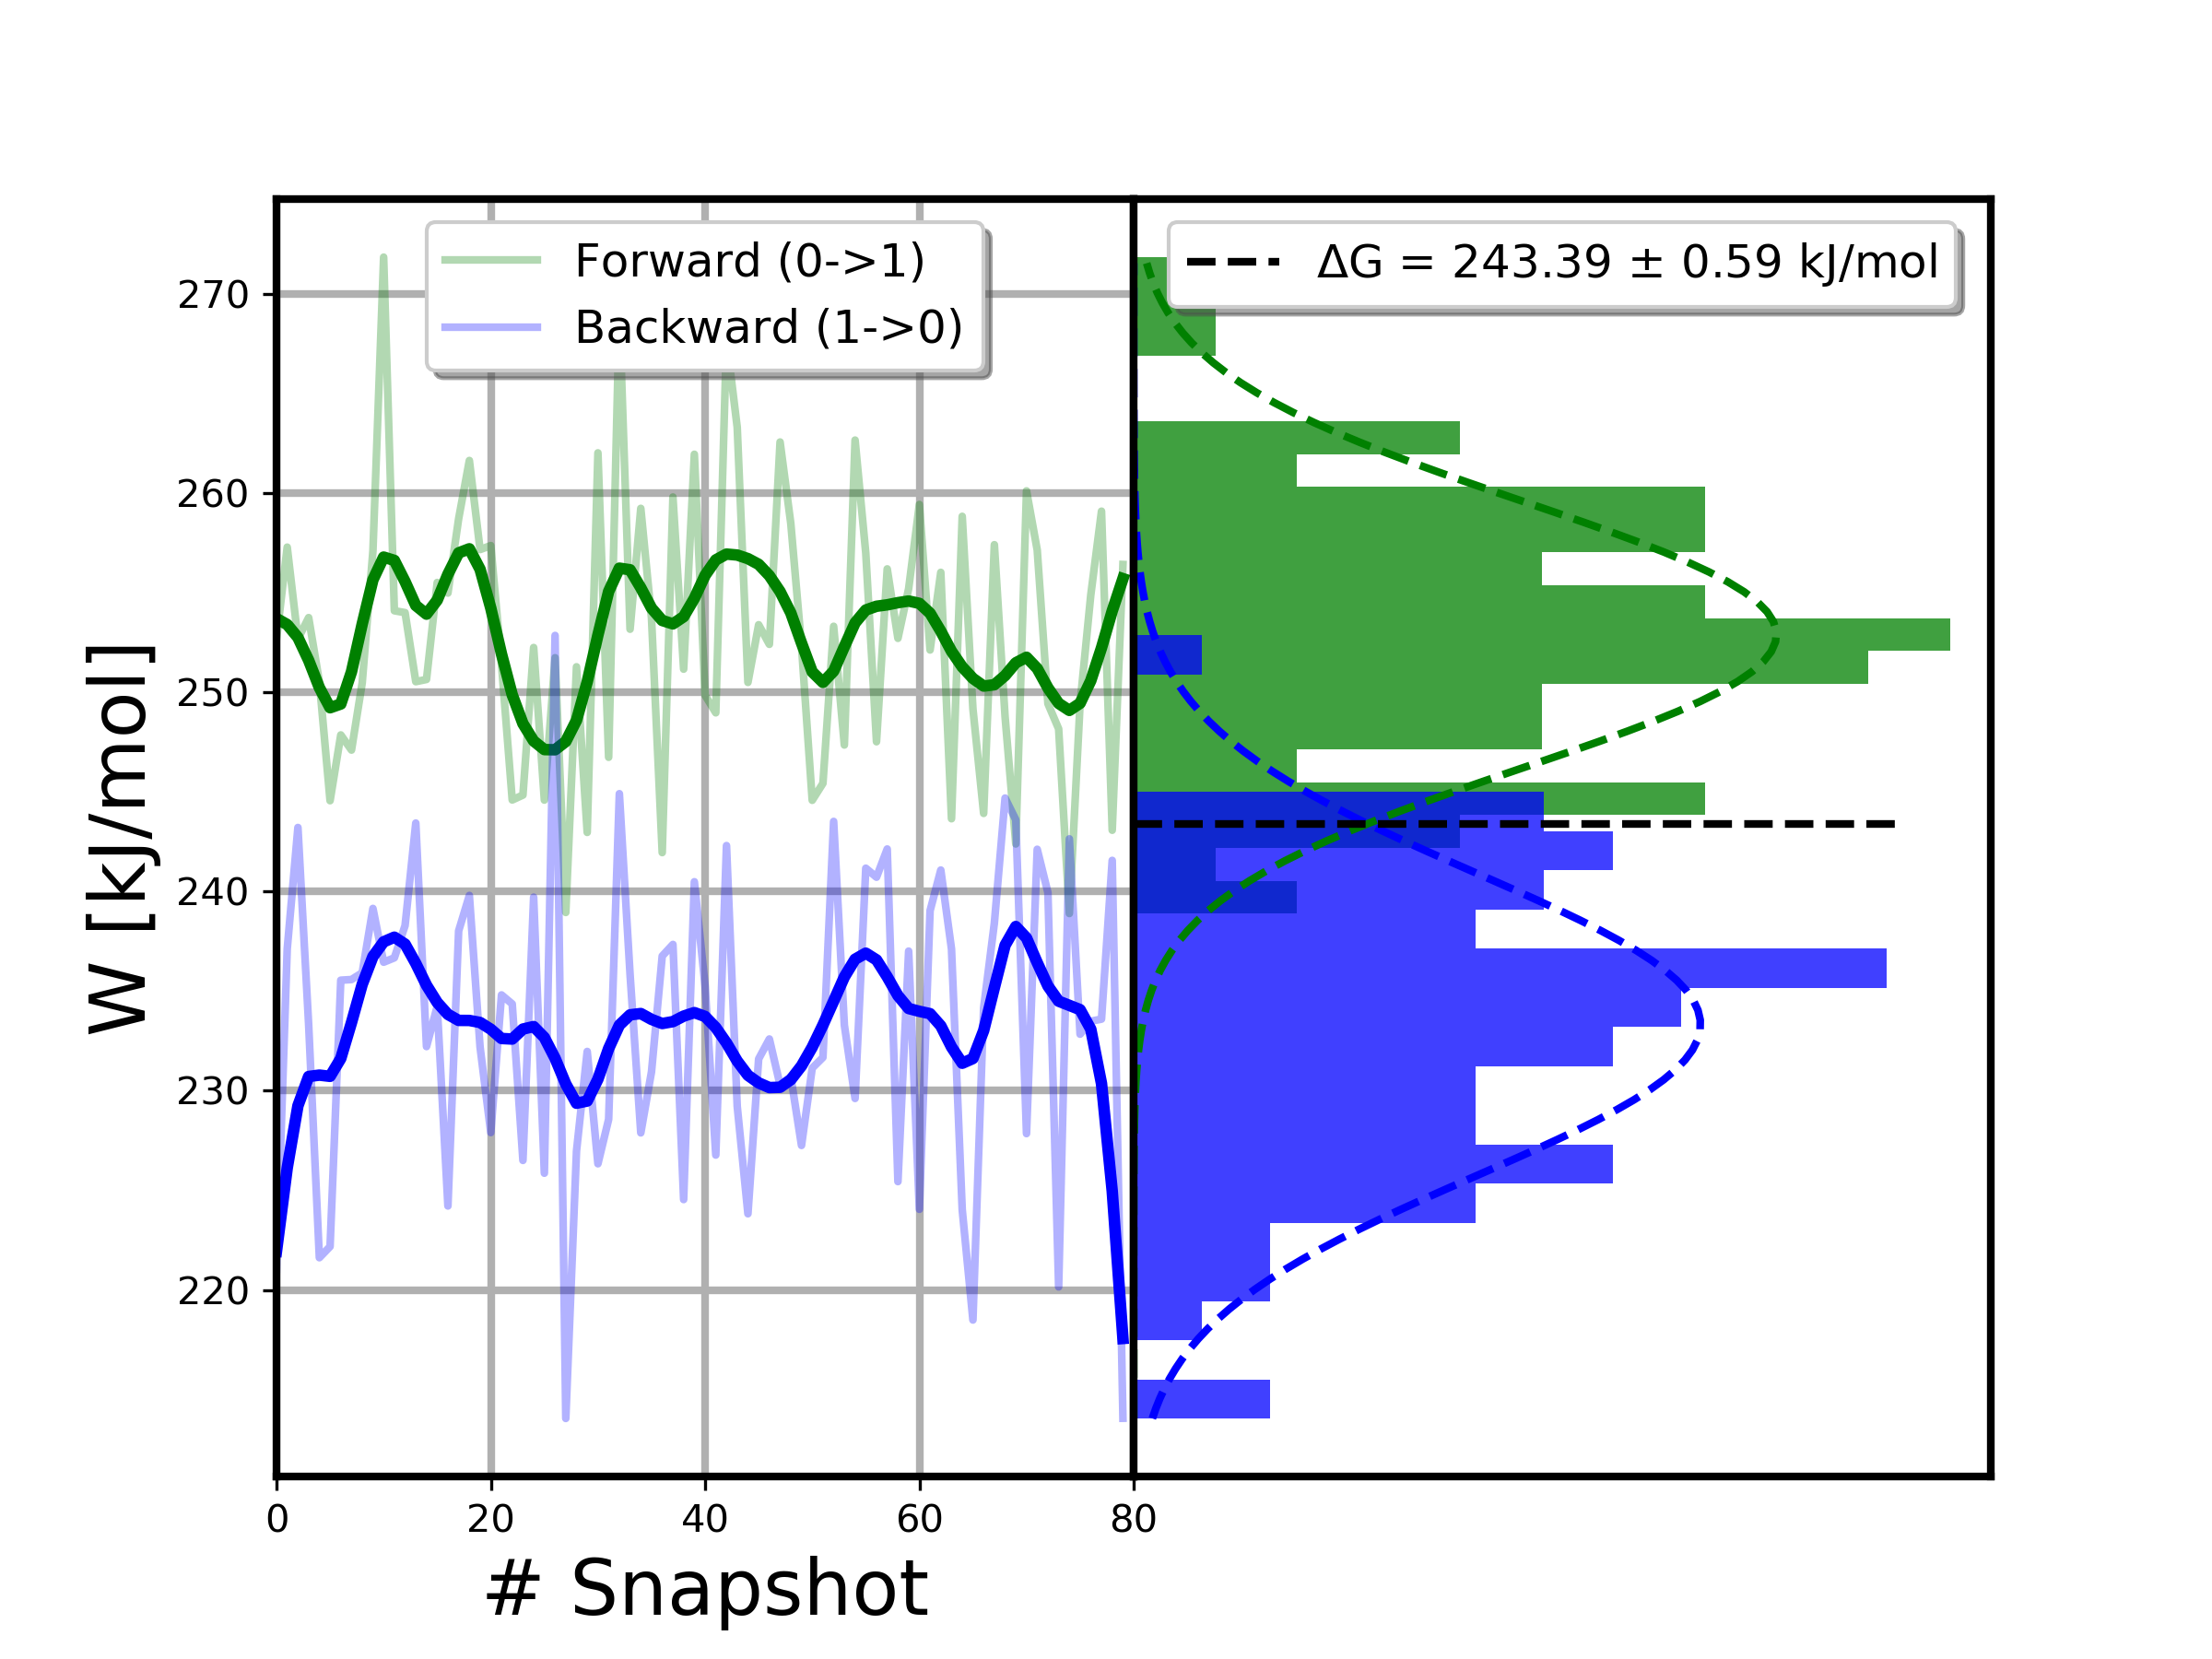 Forward (0->1)
Backward (1->0)
ΔG = 243.39 ± 0.59 kJ/mol
W [kJ/mol]
270
260
250
240
230
220
0 20 40 60 80
# Snapshot